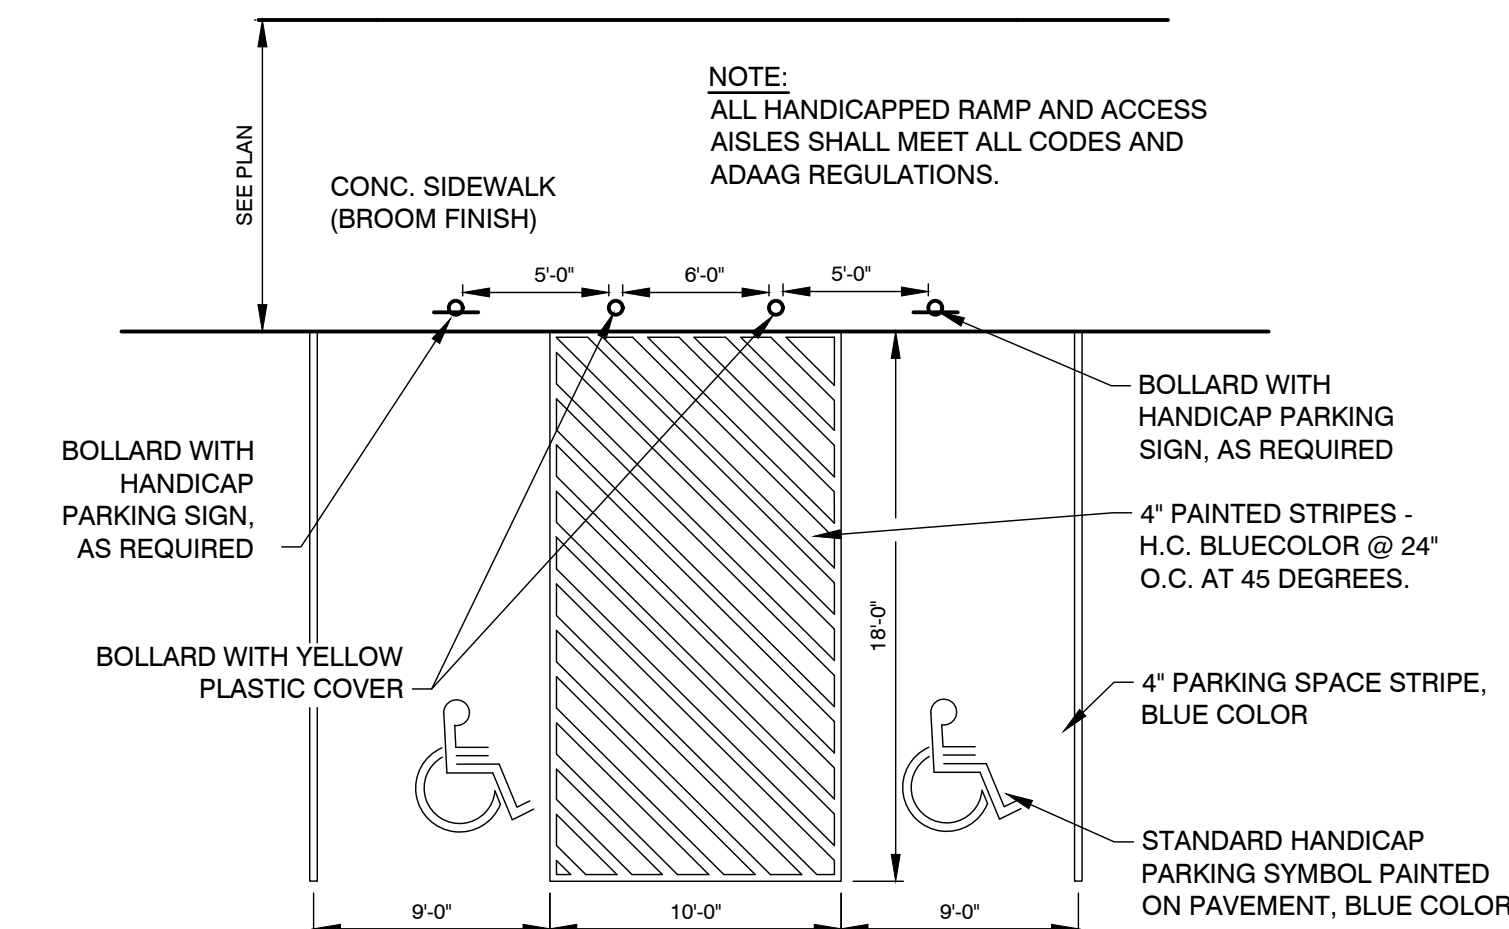 NOTE:
ALL HANDICAPPED RAMP AND ACCESS
AISLES SHALL MEET ALL CODES AND
ADAAG REGULATIONS.
SEE PLAN
CONC. SIDEWALK
(BROOM FINISH)
5'-0"
6'-0"
5'-0"
BOLLARD WITH
HANDICAP PARKING
SIGN, AS REQUIRED
BOLLARD WITH
HANDICAP
PARKING SIGN,
AS REQUIRED
4" PAINTED STRIPES -
H.C. BLUECOLOR @ 24"
O.C. AT 45 DEGREES.
18'-0"
BOLLARD WITH YELLOW
PLASTIC COVER
4" PARKING SPACE STRIPE,
BLUE COLOR
STANDARD HANDICAP
PARKING SYMBOL PAINTED
ON PAVEMENT, BLUE COLOR
9'-0"
10'-0"
9'-0"